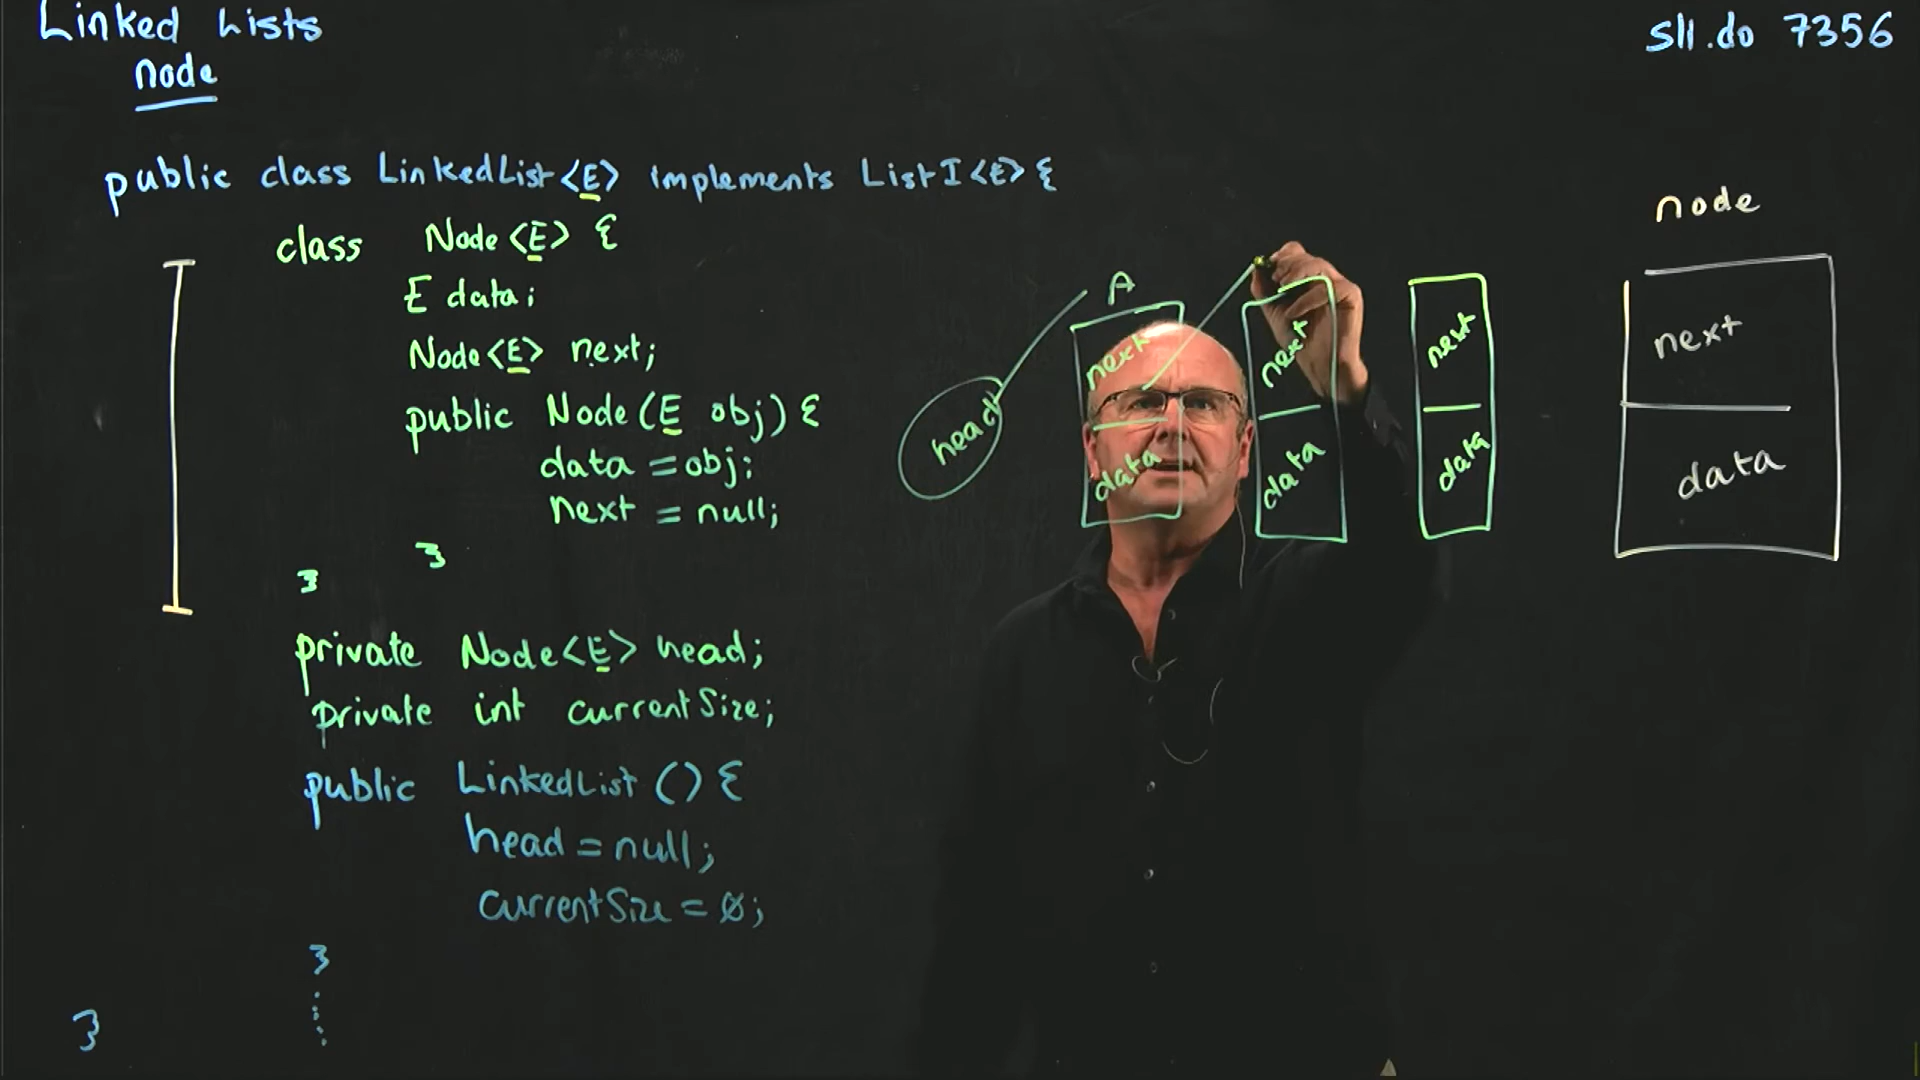 Linked Lists
node
sli.do 7356
public class LinkedList<E> implements ListI<E> {
class Node<E> {
E data;
Node<E> next;
public Node(E obj) {
data = obj;
next = null;
}
}
private Node<E> head;
private int currentSize;
public LinkedList () {
head = null;
currentSize = 0;
}
}
head
A
next
data
next
data
next
data
node
next
data